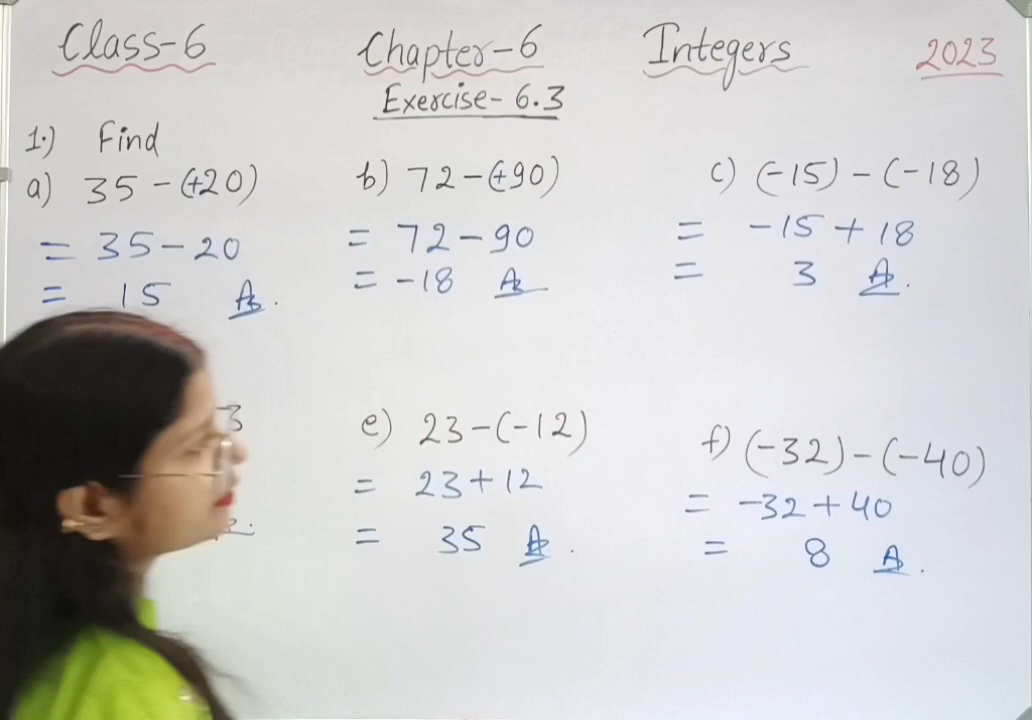 Class-6 Chapter-6 Integers 2023
Exercise- 6.3
1.) Find
a) 35 - (+20) b) 72 - (+90) c) (-15) - (-18)
= 35 - 20 = 72 - 90 = -15 + 18
= 15 = -18 = 3
3 e) 23 - (-12) f) (-32) - (-40)
= 23 + 12 = -32 + 40
= 35 = 8